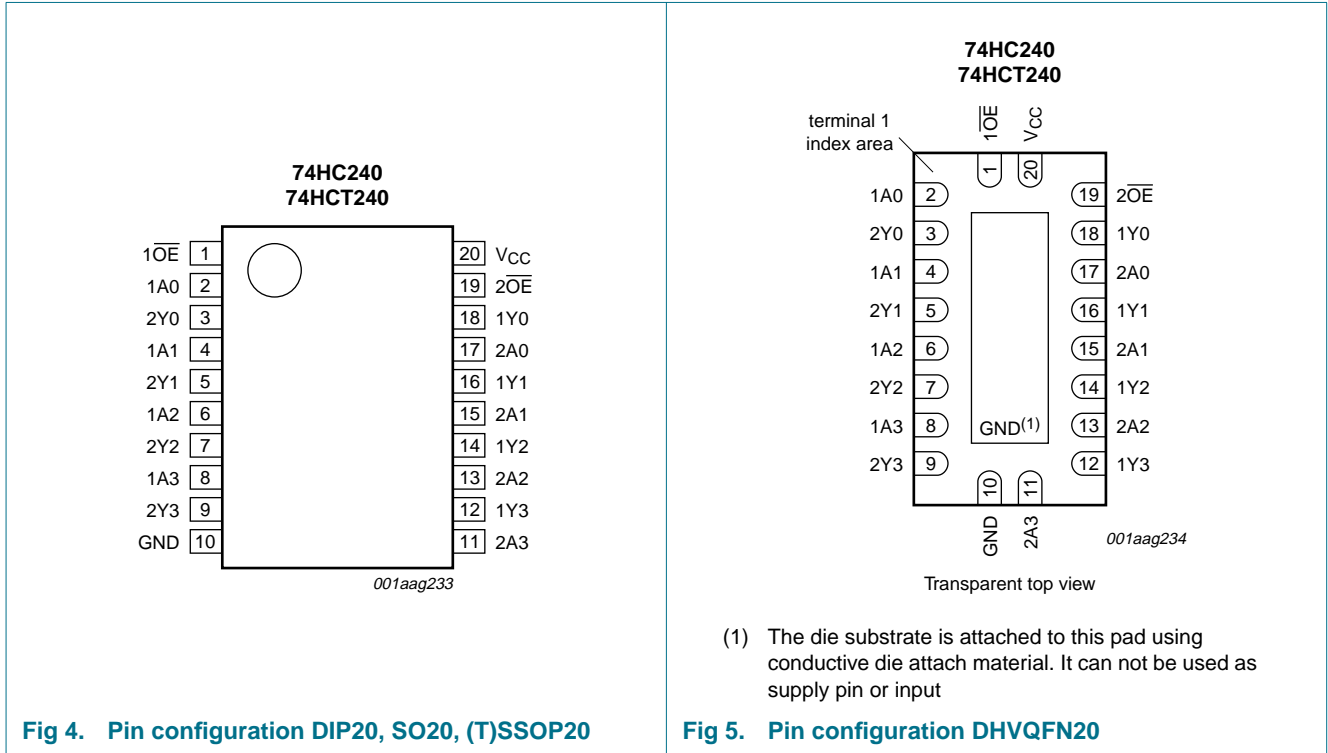 74HC240
74HCT240
1O̅E̅ 1
1A0 2
2Y0 3
1A1 4
2Y1 5
1A2 6
2Y2 7
1A3 8
2Y3 9
GND 10
20 VCC
19 2O̅E̅
18 1Y0
17 2A0
16 1Y1
15 2A1
14 1Y2
13 2A2
12 1Y3
11 2A3
001aag233
Fig 4. Pin configuration DIP20, SO20, (T)SSOP20
74HC240
74HCT240
terminal 1
index area
1O̅E̅
VCC
1
20
1A0 2
2Y0 3
1A1 4
2Y1 5
1A2 6
2Y2 7
1A3 8
2Y3 9
19 2O̅E̅
18 1Y0
17 2A0
16 1Y1
15 2A1
14 1Y2
13 2A2
12 1Y3
GND(1)
10
11
GND
2A3
001aag234
Transparent top view
(1) The die substrate is attached to this pad using
conductive die attach material. It can not be used as
supply pin or input
Fig 5. Pin configuration DHVQFN20